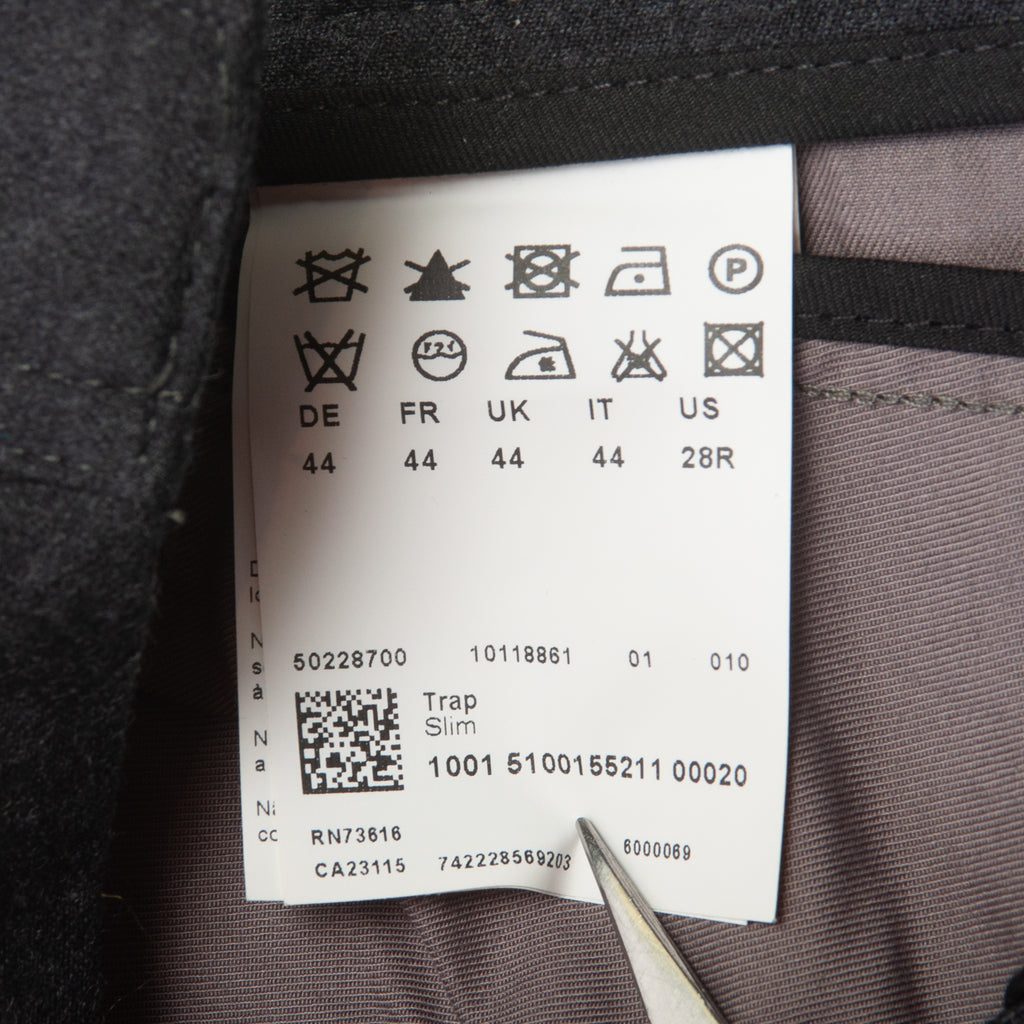 P
DE FR UK IT US
44 44 44 44 28R
50228700 10118861 01 010
Trap
Slim
1001 5100155211 00020
RN73616
CA23115 742228569203 6000069